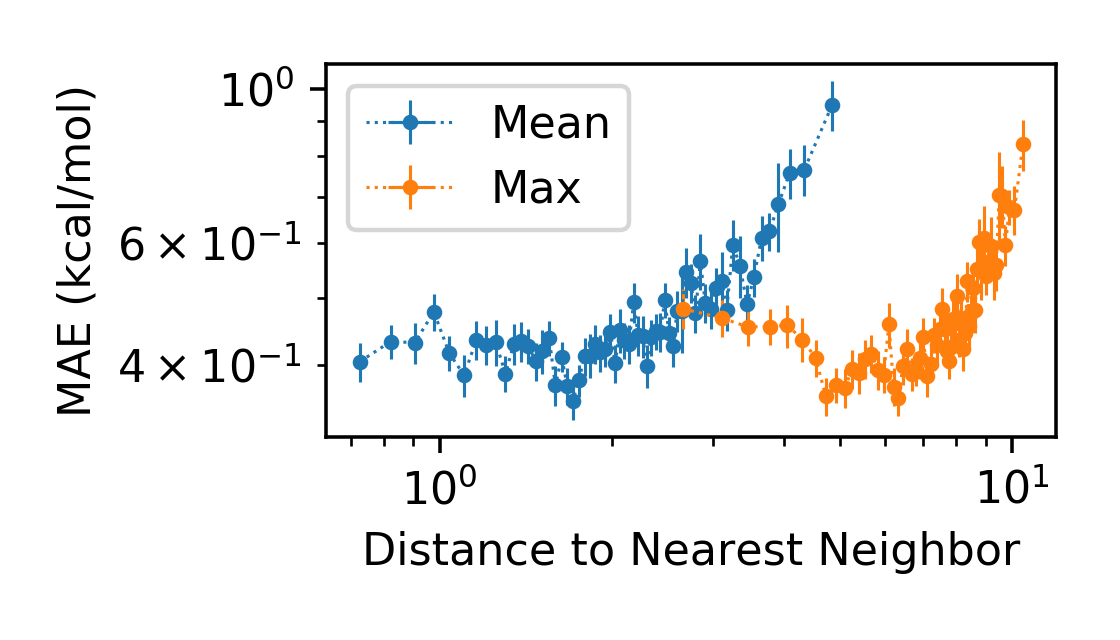 MAE (kcal/mol)
10⁰
6 × 10⁻¹
4 × 10⁻¹
Mean
Max
10⁰
10¹
Distance to Nearest Neighbor